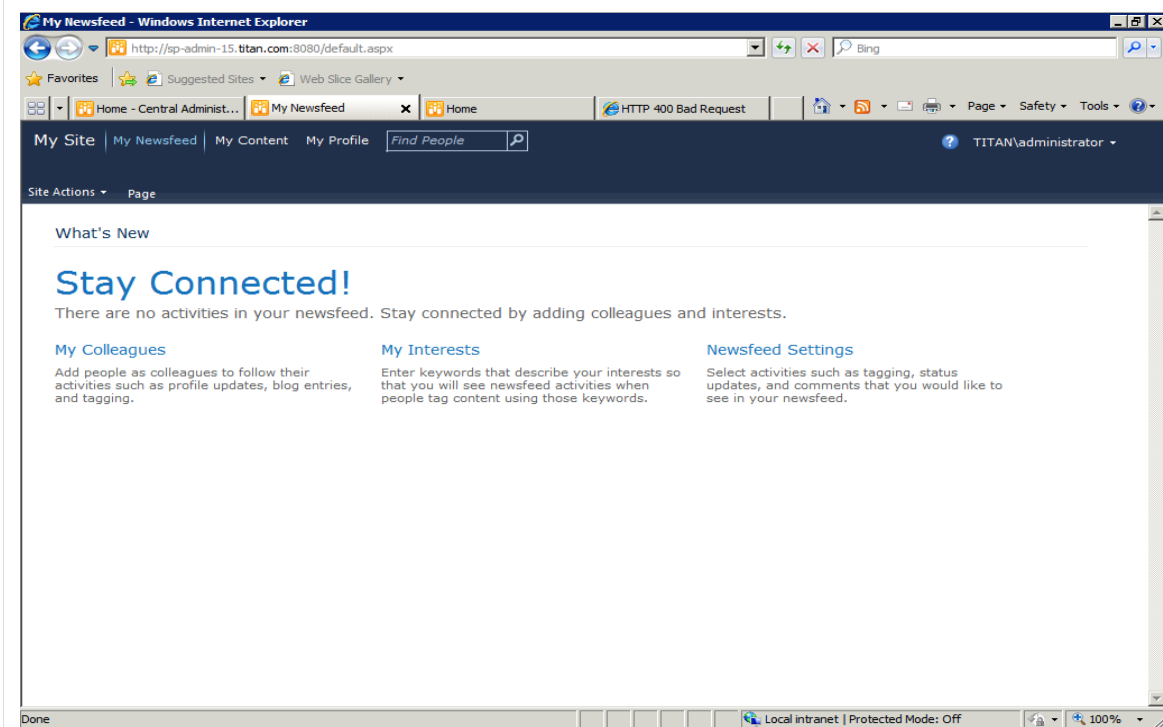 My Newsfeed - Windows Internet Explorer
http://sp-admin-15.titan.com:8080/default.aspx
Bing
Favorites Suggested Sites Web Slice Gallery
Home - Central Administ... My Newsfeed Home HTTP 400 Bad Request Page Safety Tools
My Site My Newsfeed My Content My Profile Find People TITAN\administrator
Site Actions Page
What's New
Stay Connected!
There are no activities in your newsfeed. Stay connected by adding colleagues and interests.
My Colleagues My Interests Newsfeed Settings
Add people as colleagues to follow their Enter keywords that describe your interests so Select activities such as tagging, status
activities such as profile updates, blog entries, that you will see newsfeed activities when updates, and comments that you would like to
and tagging. people tag content using those keywords. see in your newsfeed.
Done Local intranet | Protected Mode: Off 100%